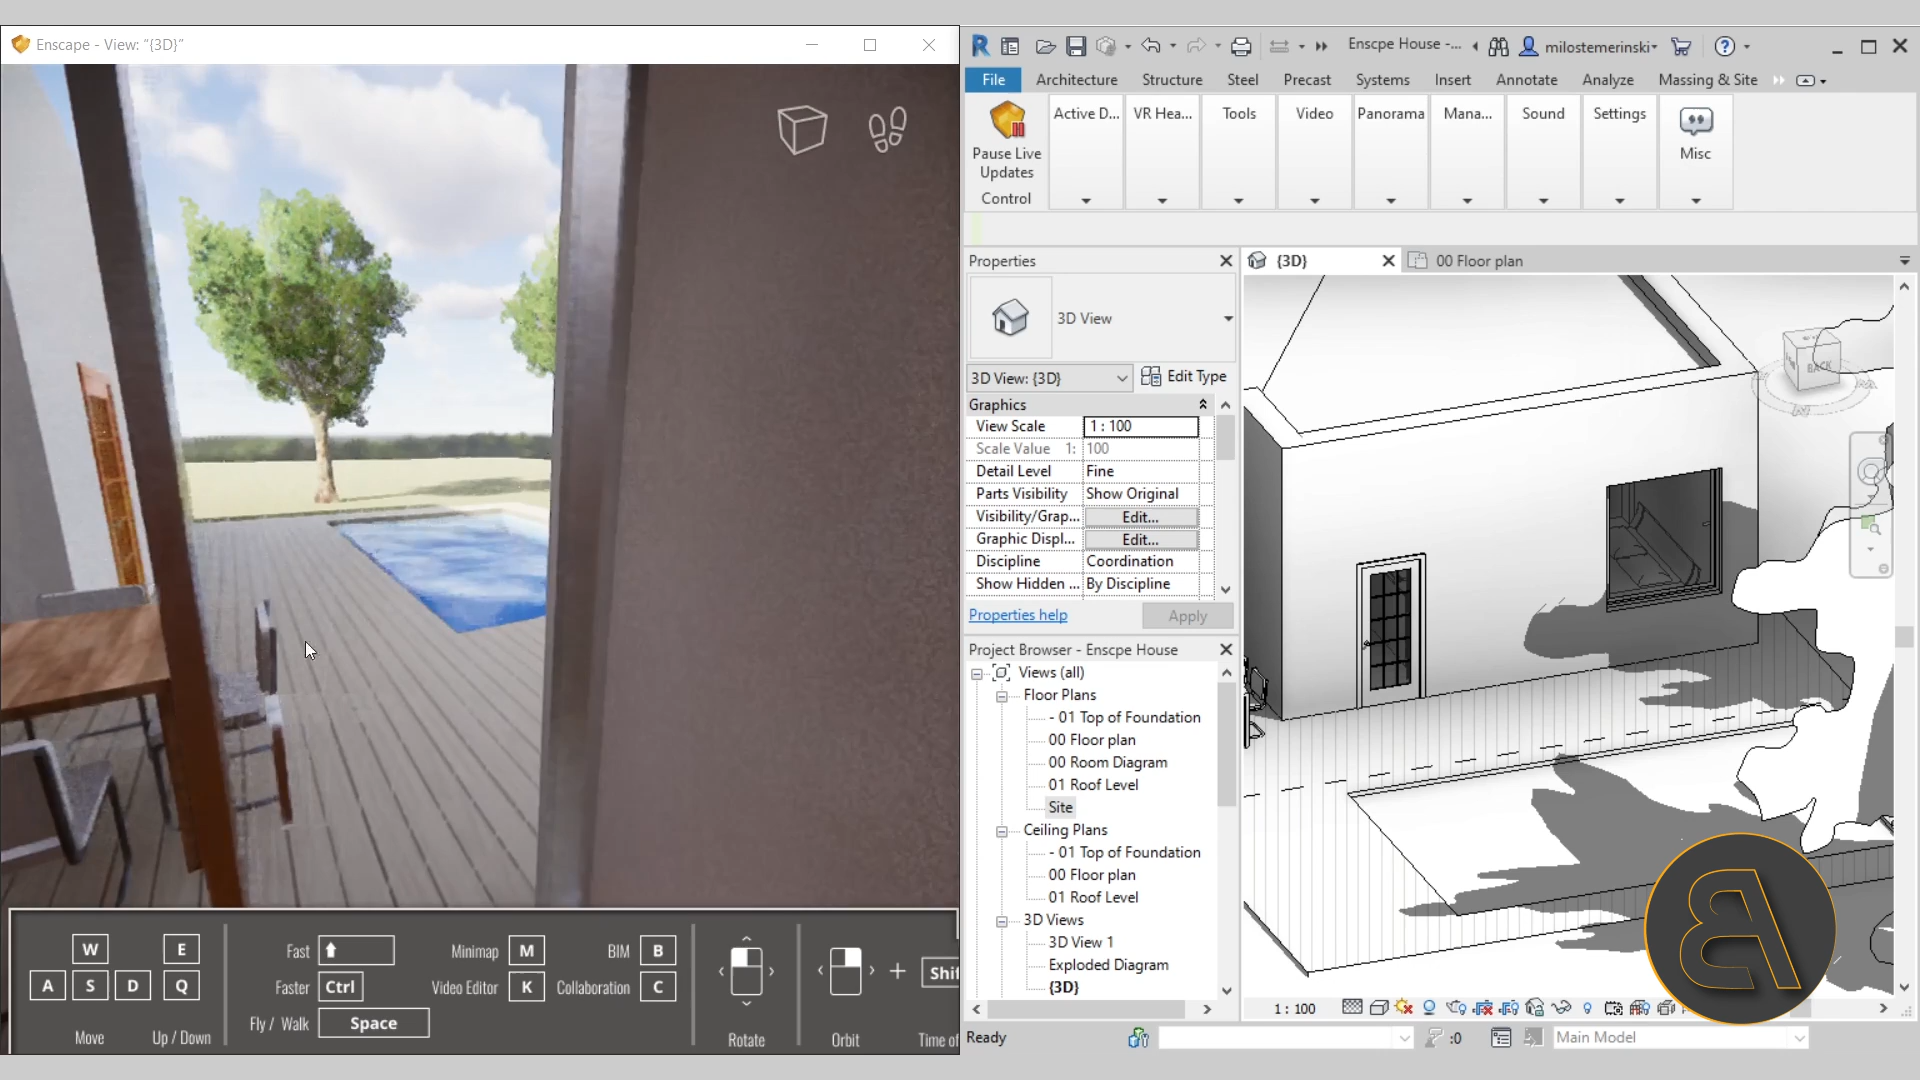 Enscape - View: "{3D}"
W
E
A
S
D
Q
Move
Up / Down
Fast
Faster
Ctrl
Fly / Walk
Space
Minimap
M
BIM
B
Video Editor
K
Collaboration
C
Rotate
Orbit
+
Shif
Time of
R
Enscpe House -...
milostemerinski
File
Architecture
Structure
Steel
Precast
Systems
Insert
Annotate
Analyze
Massing & Site
Pause Live
Updates
Control
Active D...
VR Hea...
Tools
Video
Panorama
Mana...
Sound
Settings
Misc
Properties
3D View
3D View: {3D}
Edit Type
Graphics
View Scale
1 : 100
Scale Value 1:
100
Detail Level
Fine
Parts Visibility
Show Original
Visibility/Grap...
Edit...
Graphic Displ...
Edit...
Discipline
Coordination
Show Hidden ...
By Discipline
Properties help
Apply
Project Browser - Enscpe House
Views (all)
Floor Plans
- 01 Top of Foundation
00 Floor plan
00 Room Diagram
01 Roof Level
Site
Ceiling Plans
- 01 Top of Foundation
00 Floor plan
01 Roof Level
3D Views
3D View 1
Exploded Diagram
{3D}
{3D}
00 Floor plan
BACK
1 : 100
Ready
:0
Main Model